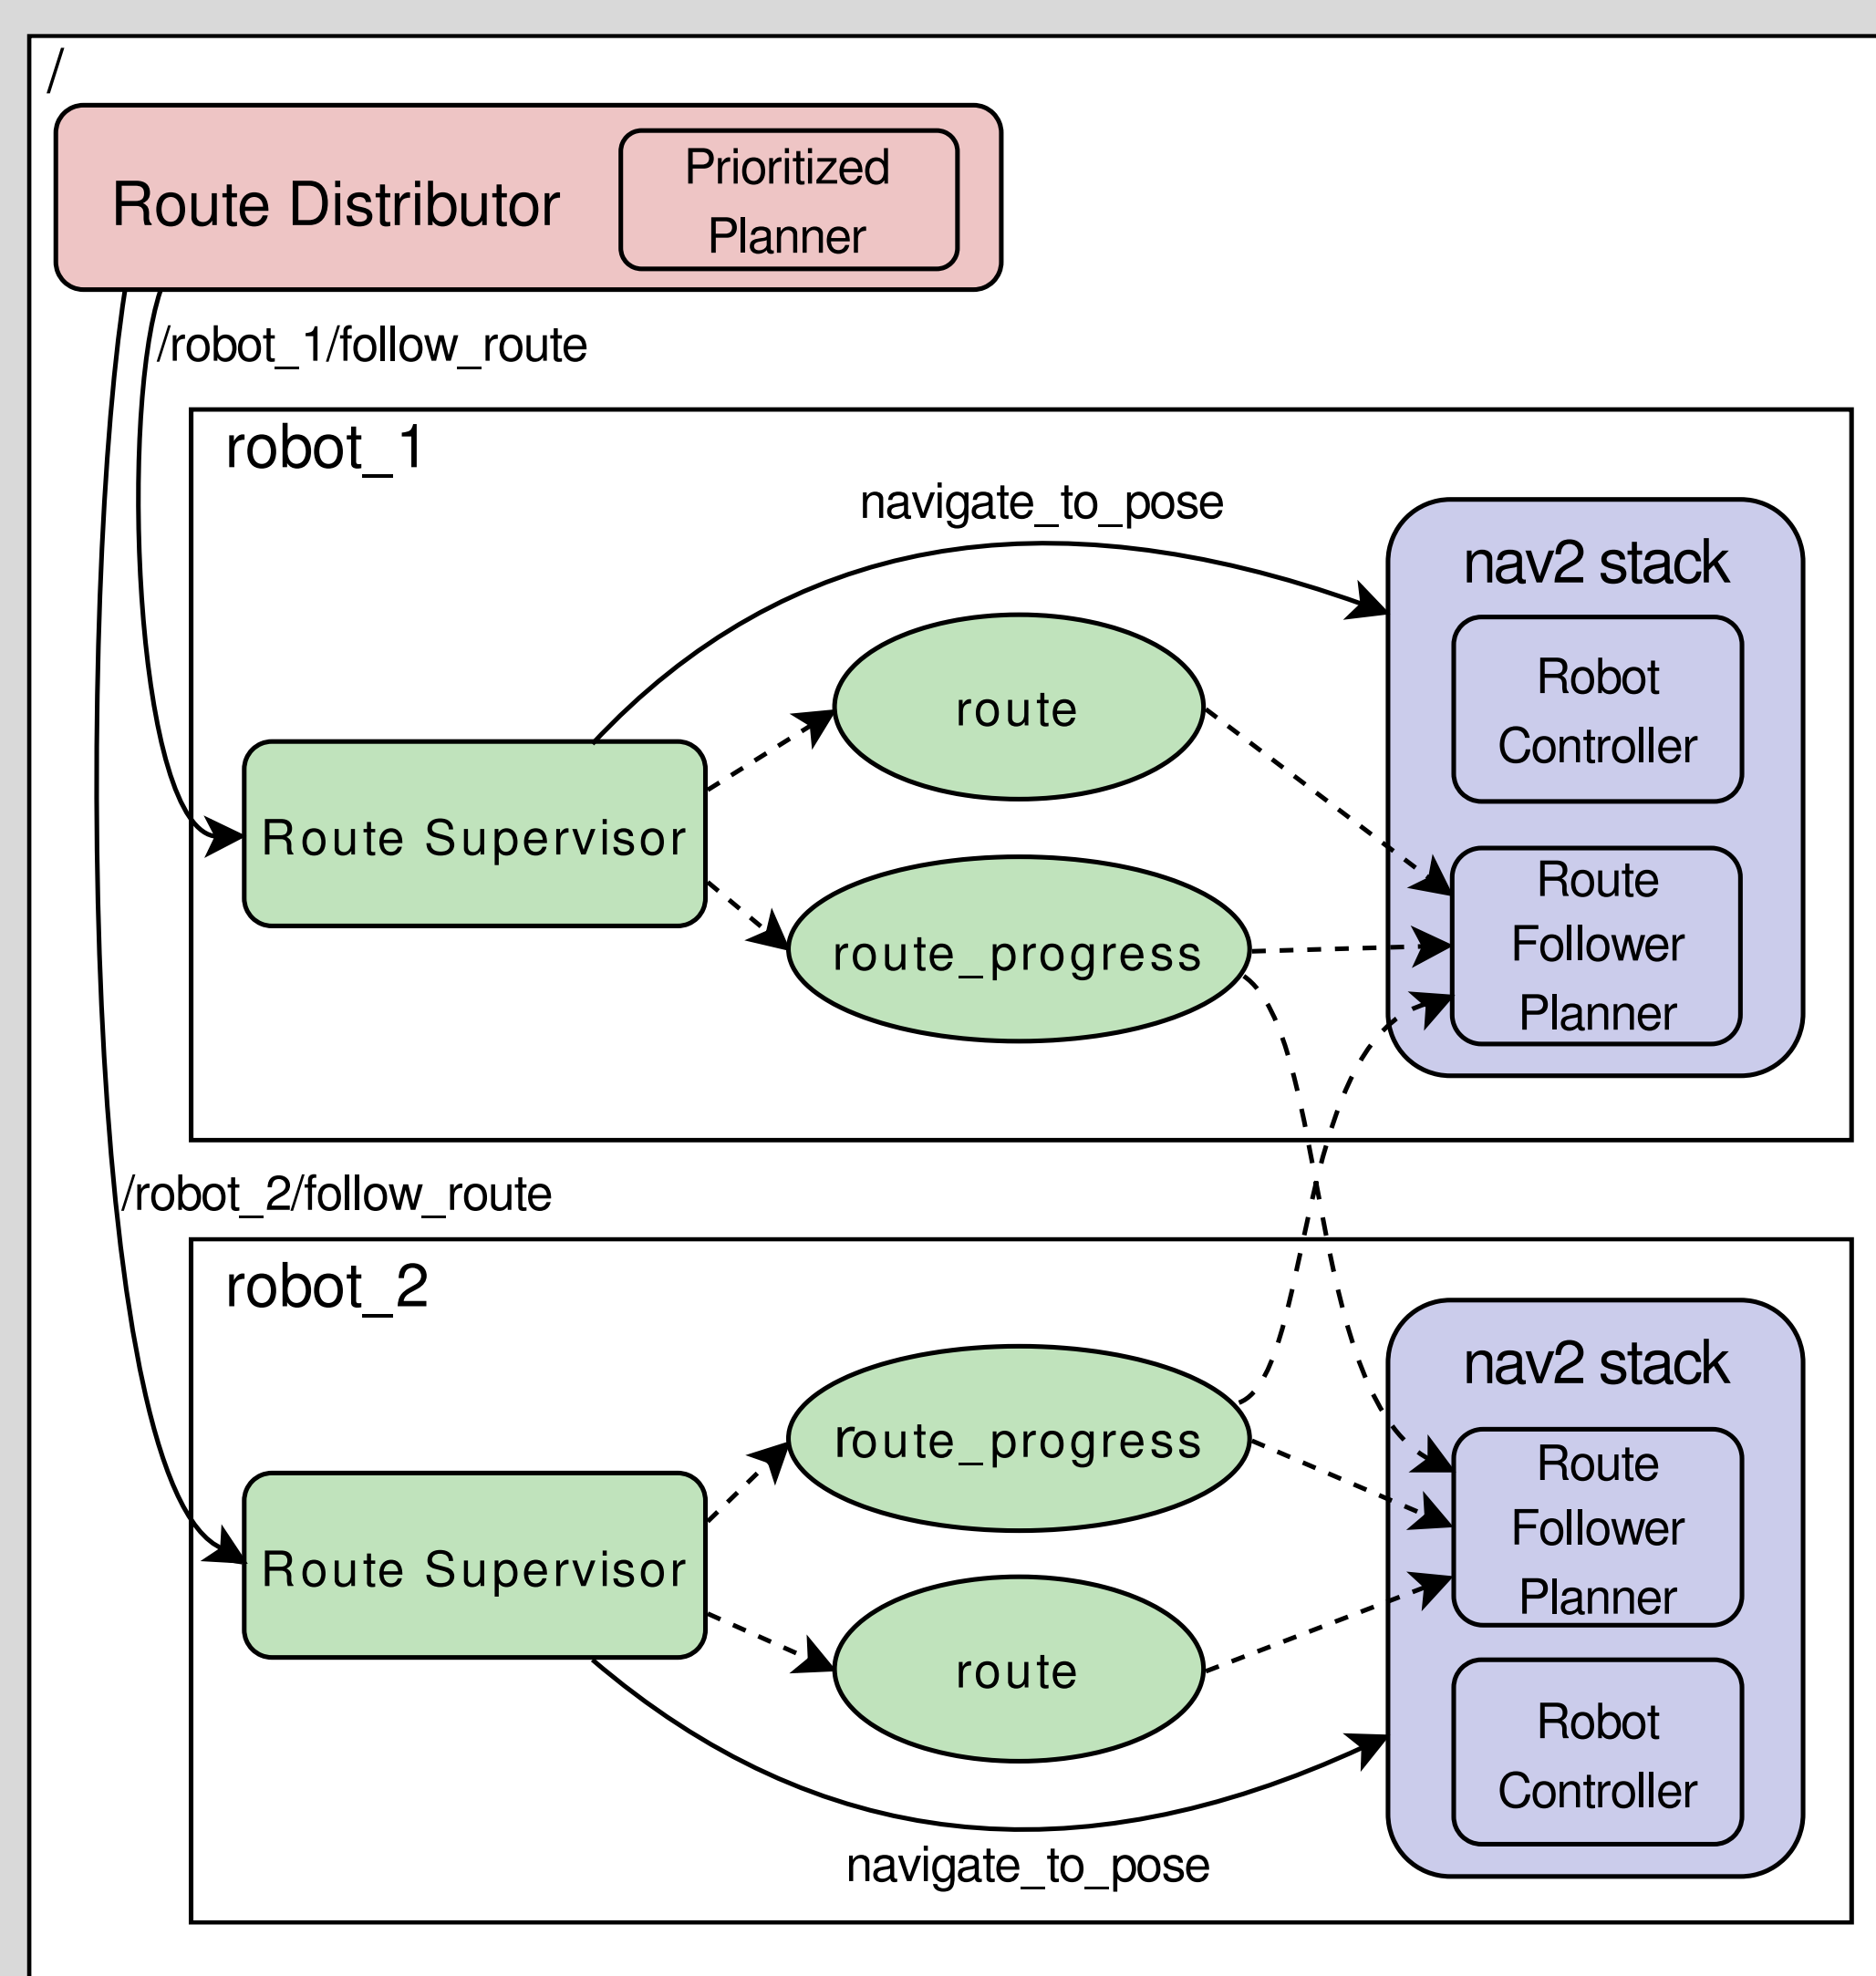 /
Route Distributor
Prioritized
Planner
/robot_1/follow_route
robot_1
navigate_to_pose
nav2 stack
Robot
Controller
route
Route Supervisor
Route
Follower
Planner
route_progress
/robot_2/follow_route
robot_2
nav2 stack
route_progress
Route
Follower
Planner
Route Supervisor
route
Robot
Controller
navigate_to_pose